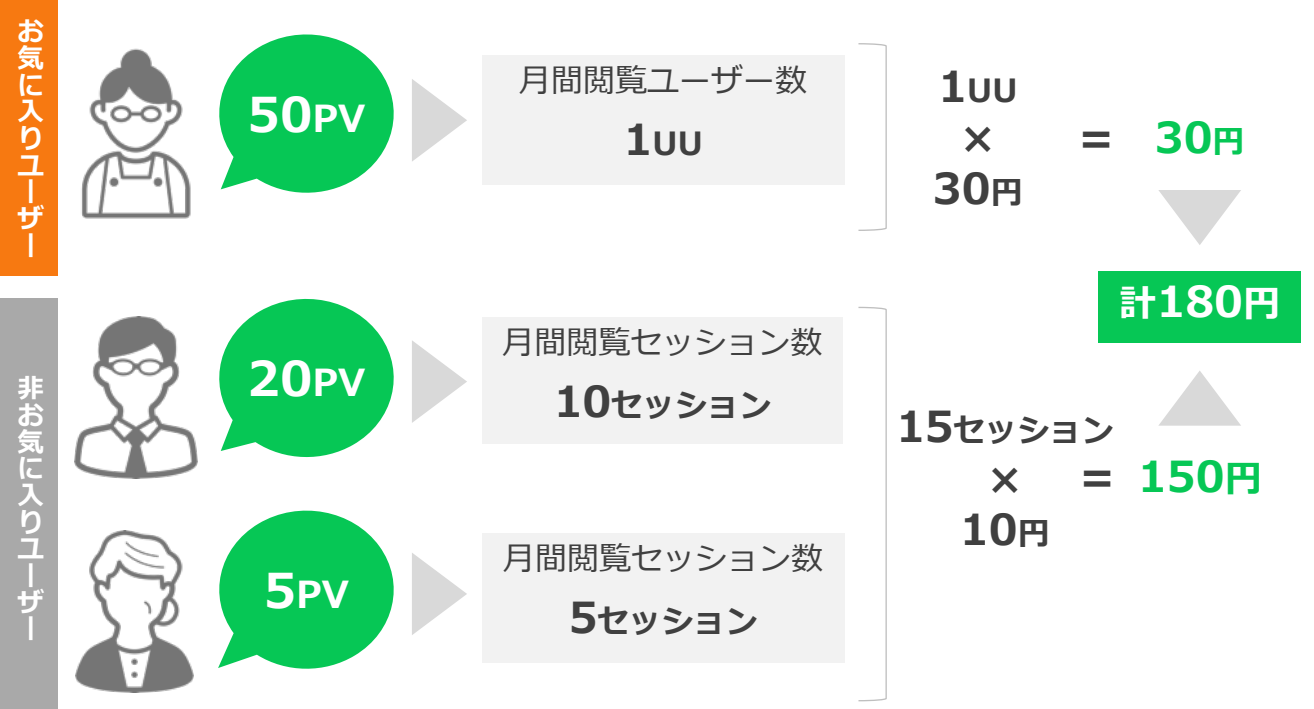 お気に入りユーザー
50PV
月間閲覧ユーザー数
1UU
1UU
×
30円
=
30円
計180円
非お気に入りユーザー
20PV
月間閲覧セッション数
10セッション
5PV
月間閲覧セッション数
5セッション
15セッション
×
10円
=
150円